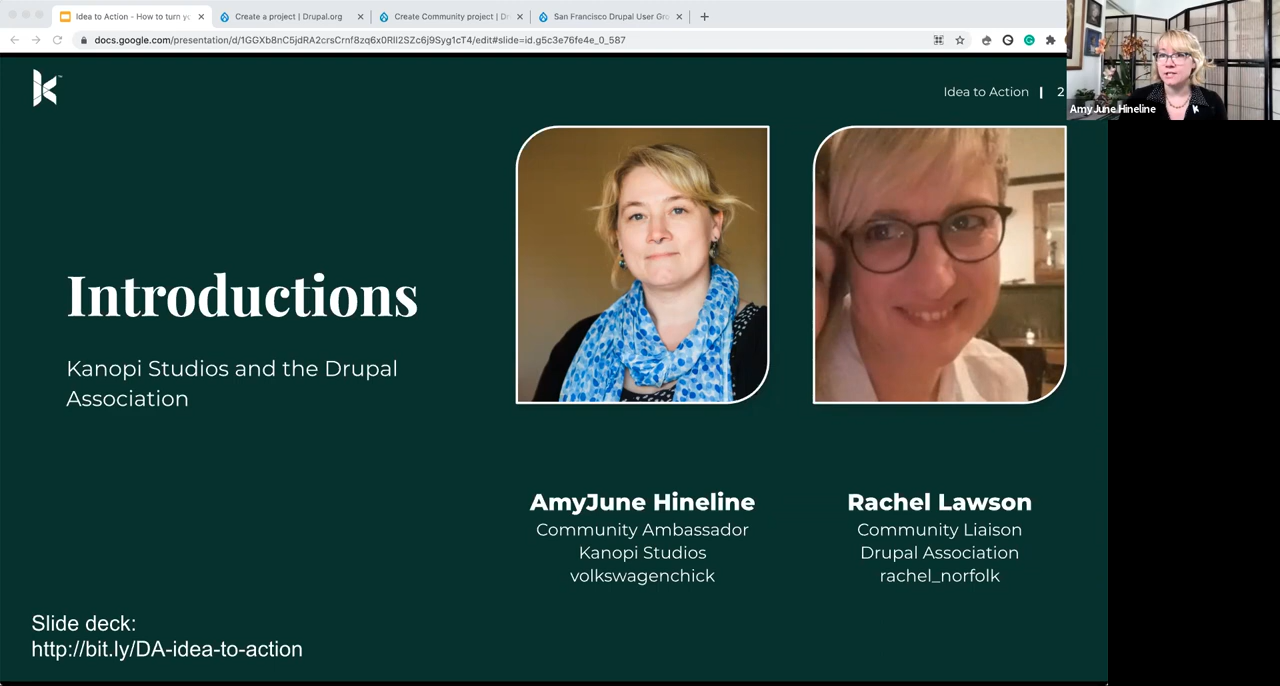 Idea to Action - How to turn yo
Create a project | Drupal.org
Create Community project | Dr
San Francisco Drupal User Gro
docs.google.com/presentation/d/1GGXb8nC5jdRA2crsCrnf8zq6x0RlI2SZc6j9Syg1cT4/edit#slide=id.g5c3e76fe4e_0_587
AmyJune Hineline
Idea to Action | 2
Introductions
Kanopi Studios and the Drupal
Association
AmyJune Hineline
Community Ambassador
Kanopi Studios
volkswagenchick
Rachel Lawson
Community Liaison
Drupal Association
rachel_norfolk
Slide deck:
http://bit.ly/DA-idea-to-action